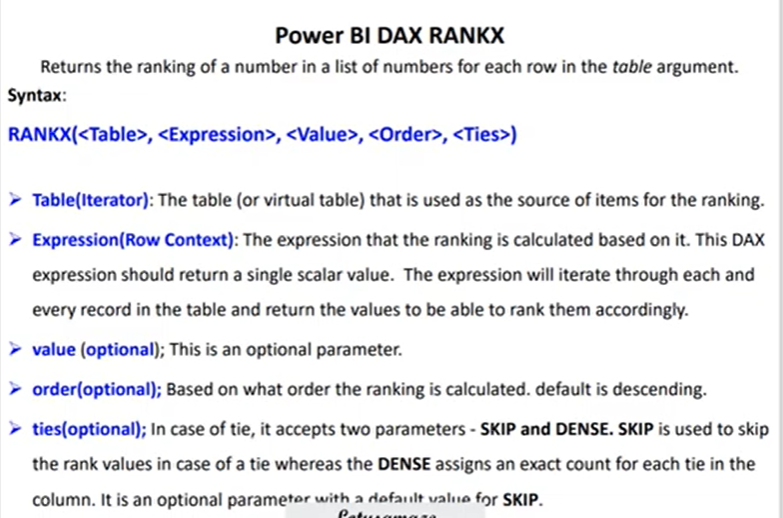 Power BI DAX RANKX
Returns the ranking of a number in a list of numbers for each row in the table argument.
Syntax:
RANKX(<Table>, <Expression>, <Value>, <Order>, <Ties>)
➢ Table(Iterator): The table (or virtual table) that is used as the source of items for the ranking.
➢ Expression(Row Context): The expression that the ranking is calculated based on it. This DAX
expression should return a single scalar value. The expression will iterate through each and
every record in the table and return the values to be able to rank them accordingly.
➢ value (optional); This is an optional parameter.
➢ order(optional); Based on what order the ranking is calculated. default is descending.
➢ ties(optional); In case of tie, it accepts two parameters - SKIP and DENSE. SKIP is used to skip
the rank values in case of a tie whereas the DENSE assigns an exact count for each tie in the
column. It is an optional parameter with a default value for SKIP.